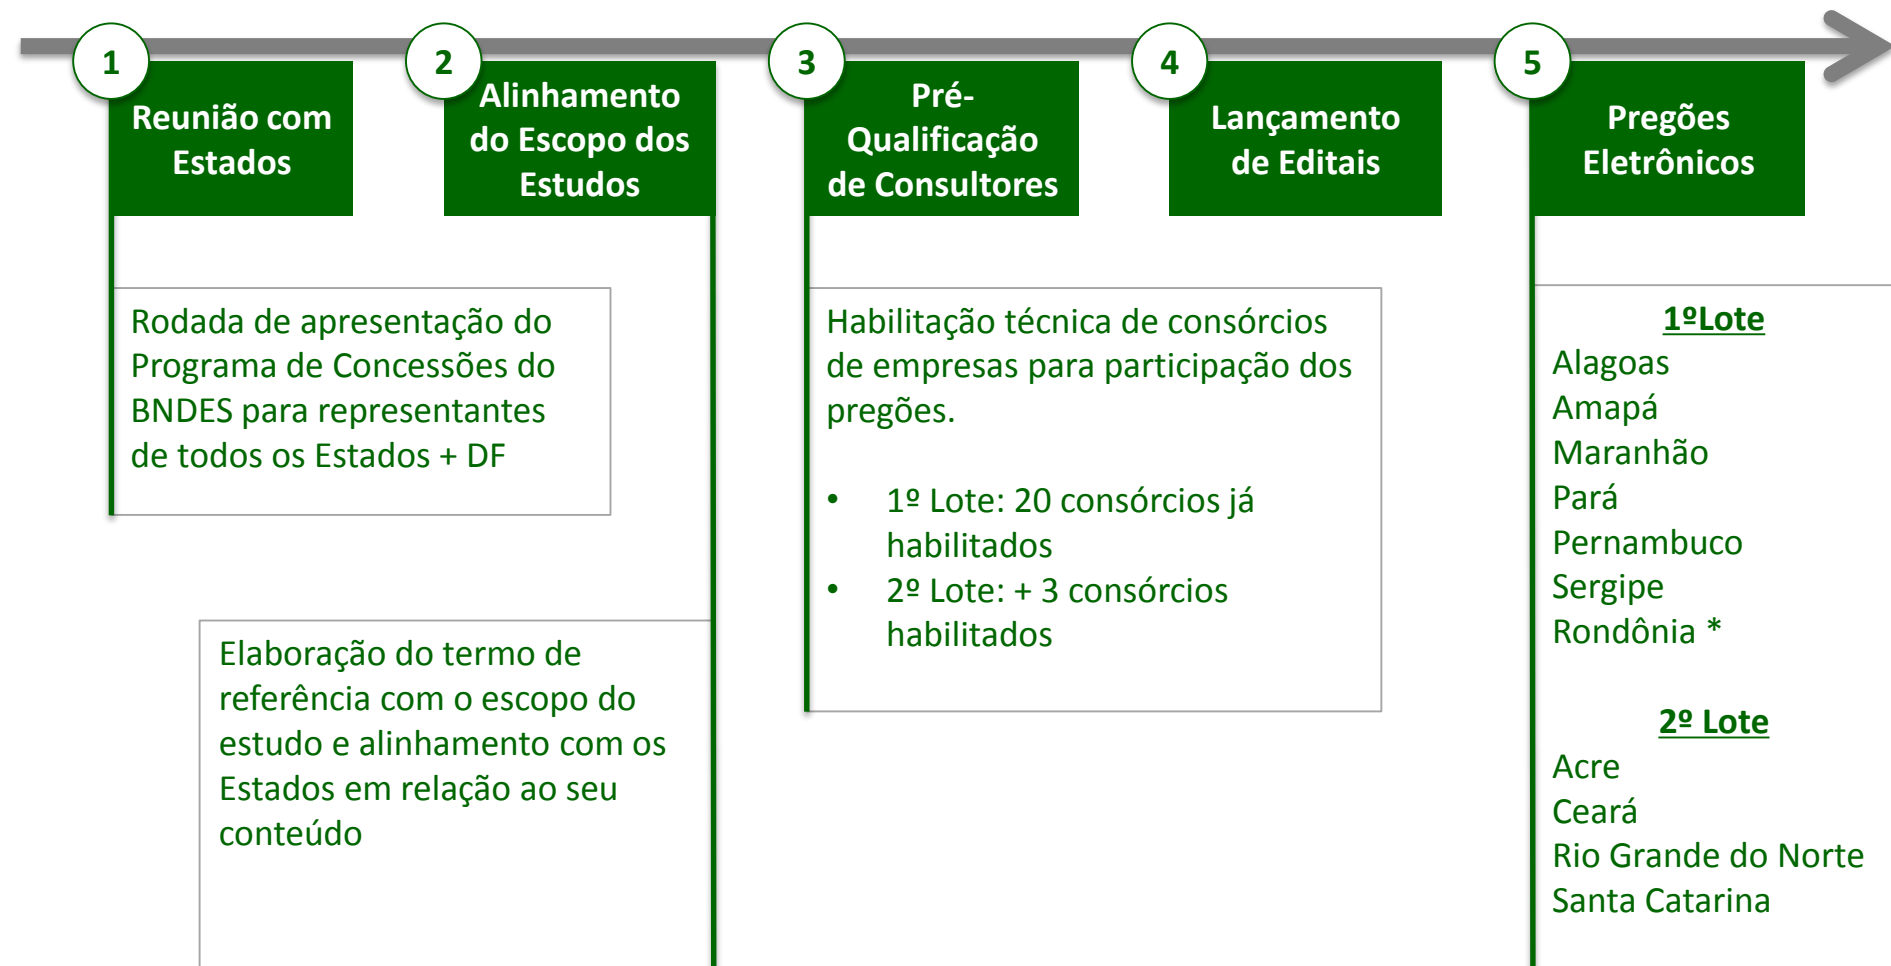 1
Reunião com
Estados
2
Alinhamento
do Escopo dos
Estudos
3
Pré-
Qualificação
de Consultores
4
Lançamento
de Editais
5
Pregões
Eletrônicos
Rodada de apresentação do
Programa de Concessões do
BNDES para representantes
de todos os Estados + DF
Elaboração do termo de
referência com o escopo do
estudo e alinhamento com os
Estados em relação ao seu
conteúdo
Habilitação técnica de consórcios
de empresas para participação dos
pregões.
• 1º Lote: 20 consórcios já
habilitados
• 2º Lote: + 3 consórcios
habilitados
1ºLote
Alagoas
Amapá
Maranhão
Pará
Pernambuco
Sergipe
Rondônia *
2º Lote
Acre
Ceará
Rio Grande do Norte
Santa Catarina